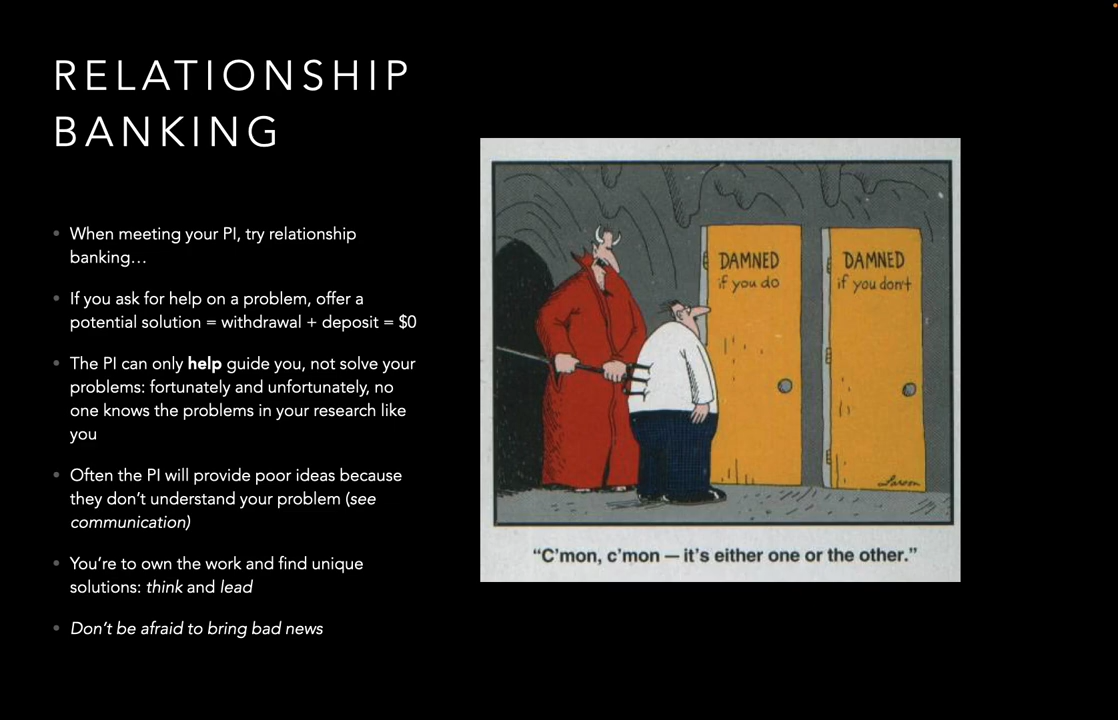 RELATIONSHIP
BANKING
When meeting your PI, try relationship
banking…
If you ask for help on a problem, offer a
potential solution = withdrawal + deposit = $0
The PI can only help guide you, not solve your
problems: fortunately and unfortunately, no
one knows the problems in your research like
you
Often the PI will provide poor ideas because
they don’t understand your problem (see
communication)
You’re to own the work and find unique
solutions: think and lead
Don’t be afraid to bring bad news
DAMNED
if you do
DAMNED
if you don't
Larson
“C’mon, c’mon — it’s either one or the other.”